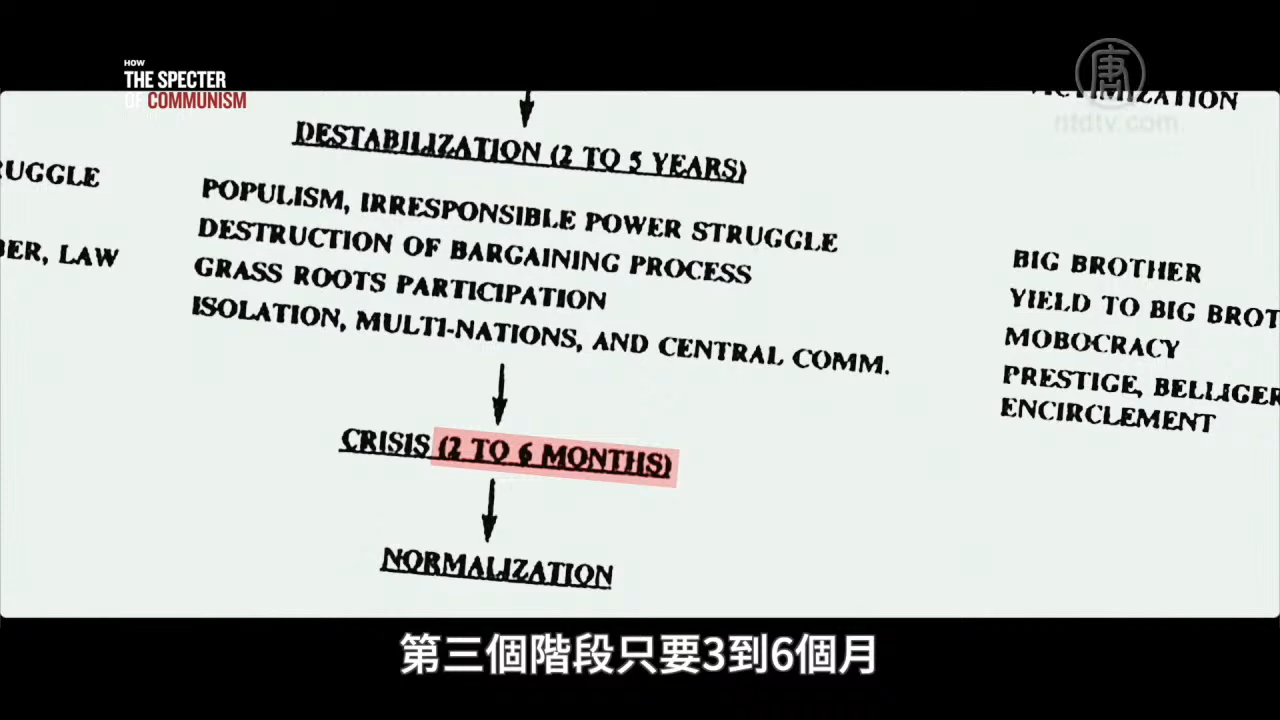 HOW
THE SPECTER
OF COMMUNISM
唐
ntdtv.com
VICTIMIZATION
DESTABILIZATION (2 TO 5 YEARS)
RUGGLE
POPULISM, IRRESPONSIBLE POWER STRUGGLE
DESTRUCTION OF BARGAINING PROCESS
BER, LAW
GRASS ROOTS PARTICIPATION
ISOLATION, MULTI-NATIONS, AND CENTRAL COMM.
BIG BROTHER
YIELD TO BIG BROT
MOBOCRACY
PRESTIGE, BELLIGER
ENCIRCLEMENT
CRISIS (2 TO 6 MONTHS)
NORMALIZATION
第三個階段只要3到6個月